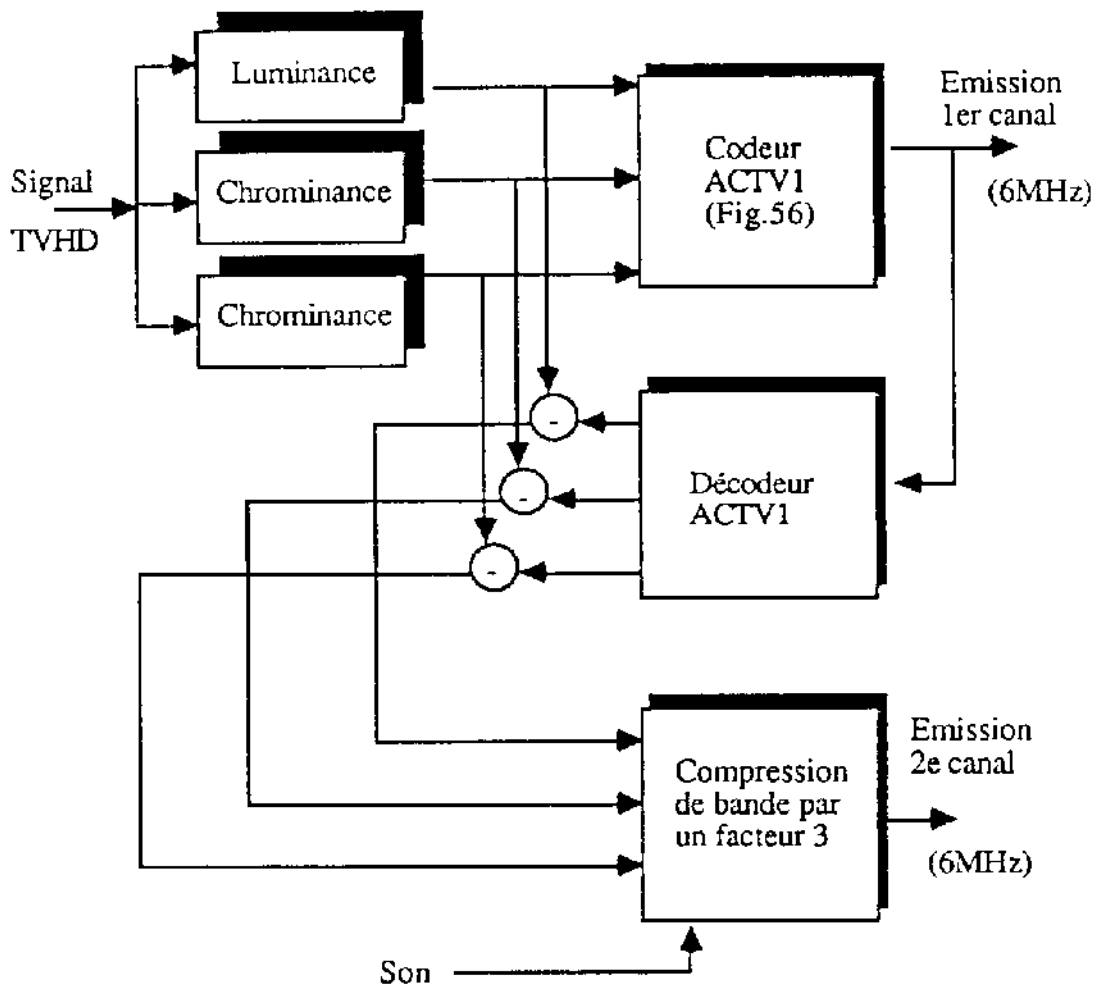 Luminance
Emission
1er canal
Codeur
ACTV1
(Fig.56)
Signal
TVHD
Chrominance
(6MHz)
Chrominance
-
-
-
Décodeur
ACTV1
Emission
2e canal
Compression
de bande par
un facteur 3
(6MHz)
Son